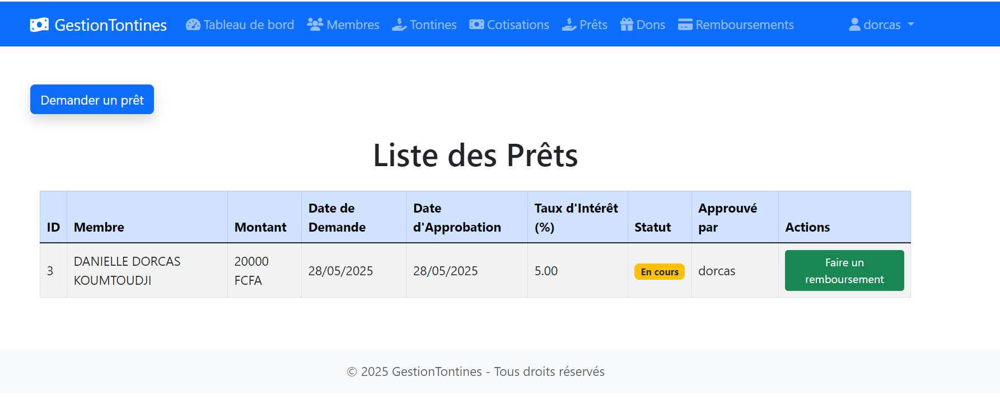 GestionTontines Tableau de bord Membres Tontines Cotisations Prêts Dons Remboursements dorcas
Demander un prêt
Liste des Prêts
ID
Membre
Montant
Date de
Demande
Date
d'Approbation
Taux d'Intérêt
(%)
Statut
Approuvé
par
Actions
3
DANIELLE DORCAS
KOUMTOUDJI
20000
FCFA
28/05/2025
28/05/2025
5.00
En cours
dorcas
Faire un
remboursement
© 2025 GestionTontines - Tous droits réservés